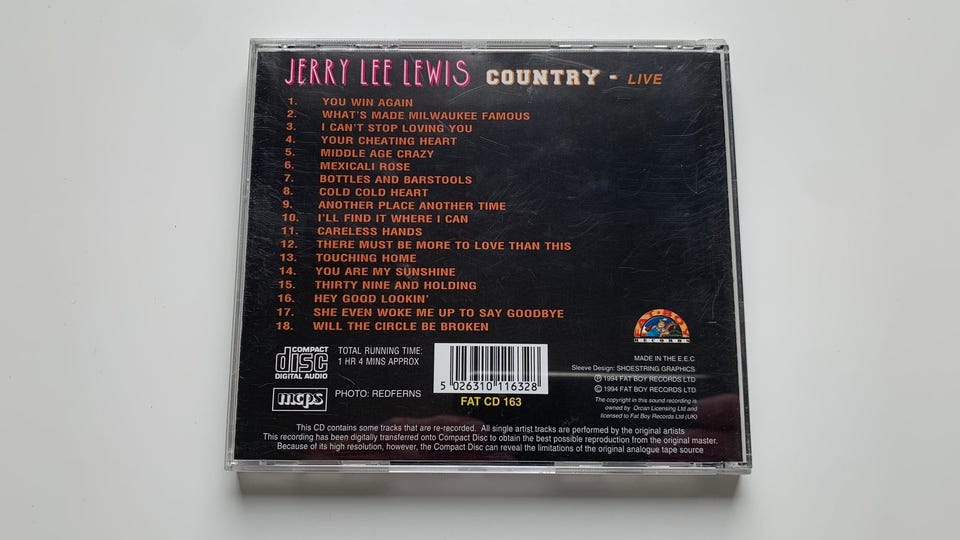 JERRY LEE LEWIS COUNTRY - LIVE
1. YOU WIN AGAIN
2. WHAT'S MADE MILWAUKEE FAMOUS
3. I CAN'T STOP LOVING YOU
4. YOUR CHEATING HEART
5. MIDDLE AGE CRAZY
6. MEXICALI ROSE
7. BOTTLES AND BARSTOOLS
8. COLD COLD HEART
9. ANOTHER PLACE ANOTHER TIME
10. I'LL FIND IT WHERE I CAN
11. CARELESS HANDS
12. THERE MUST BE MORE TO LOVE THAN THIS
13. TOUCHING HOME
14. YOU ARE MY SUNSHINE
15. THIRTY NINE AND HOLDING
16. HEY GOOD LOOKIN'
17. SHE EVEN WOKE ME UP TO SAY GOODBYE
18. WILL THE CIRCLE BE BROKEN
COMPACT
disc
DIGITAL AUDIO
TOTAL RUNNING TIME:
1 HR 4 MINS APPROX
mcps
PHOTO: REDFERNS
5 026310 116328
FAT CD 163
FAT BOY
RECORDS
MADE IN THE E.E.C
Sleeve Design: SHOESTRING GRAPHICS
Ⓟ 1994 FAT BOY RECORDS LTD
© 1994 FAT BOY RECORDS LTD
The copyright in this sound recording is
owned by Orcan Licensing Ltd and
licensed to Fat Boy Records Ltd (UK)
This CD contains some tracks that are re-recorded. All single artist tracks are performed by the original artists
This recording has been digitally transferred onto Compact Disc to obtain the best possible reproduction from the original master.
Because of its high resolution, however, the Compact Disc can reveal the limitations of the original analogue tape source